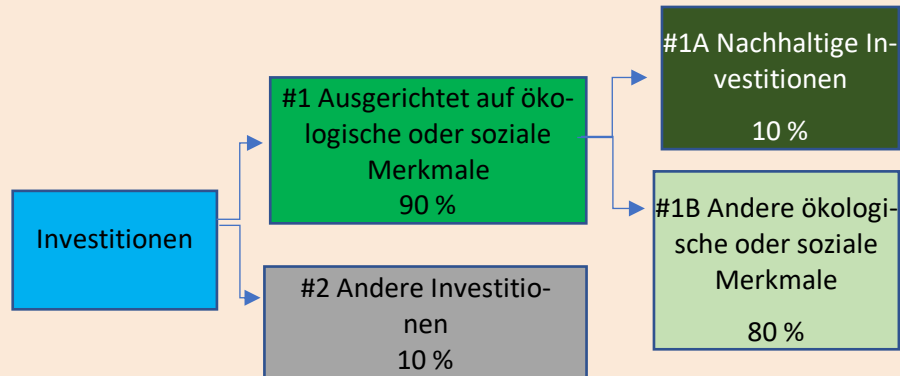 Investitionen
#1 Ausgerichtet auf öko-
logische oder soziale
Merkmale
90 %
#2 Andere Investitio-
nen
10 %
#1A Nachhaltige In-
vestitionen
10 %
#1B Andere ökologi-
sche oder soziale
Merkmale
80 %